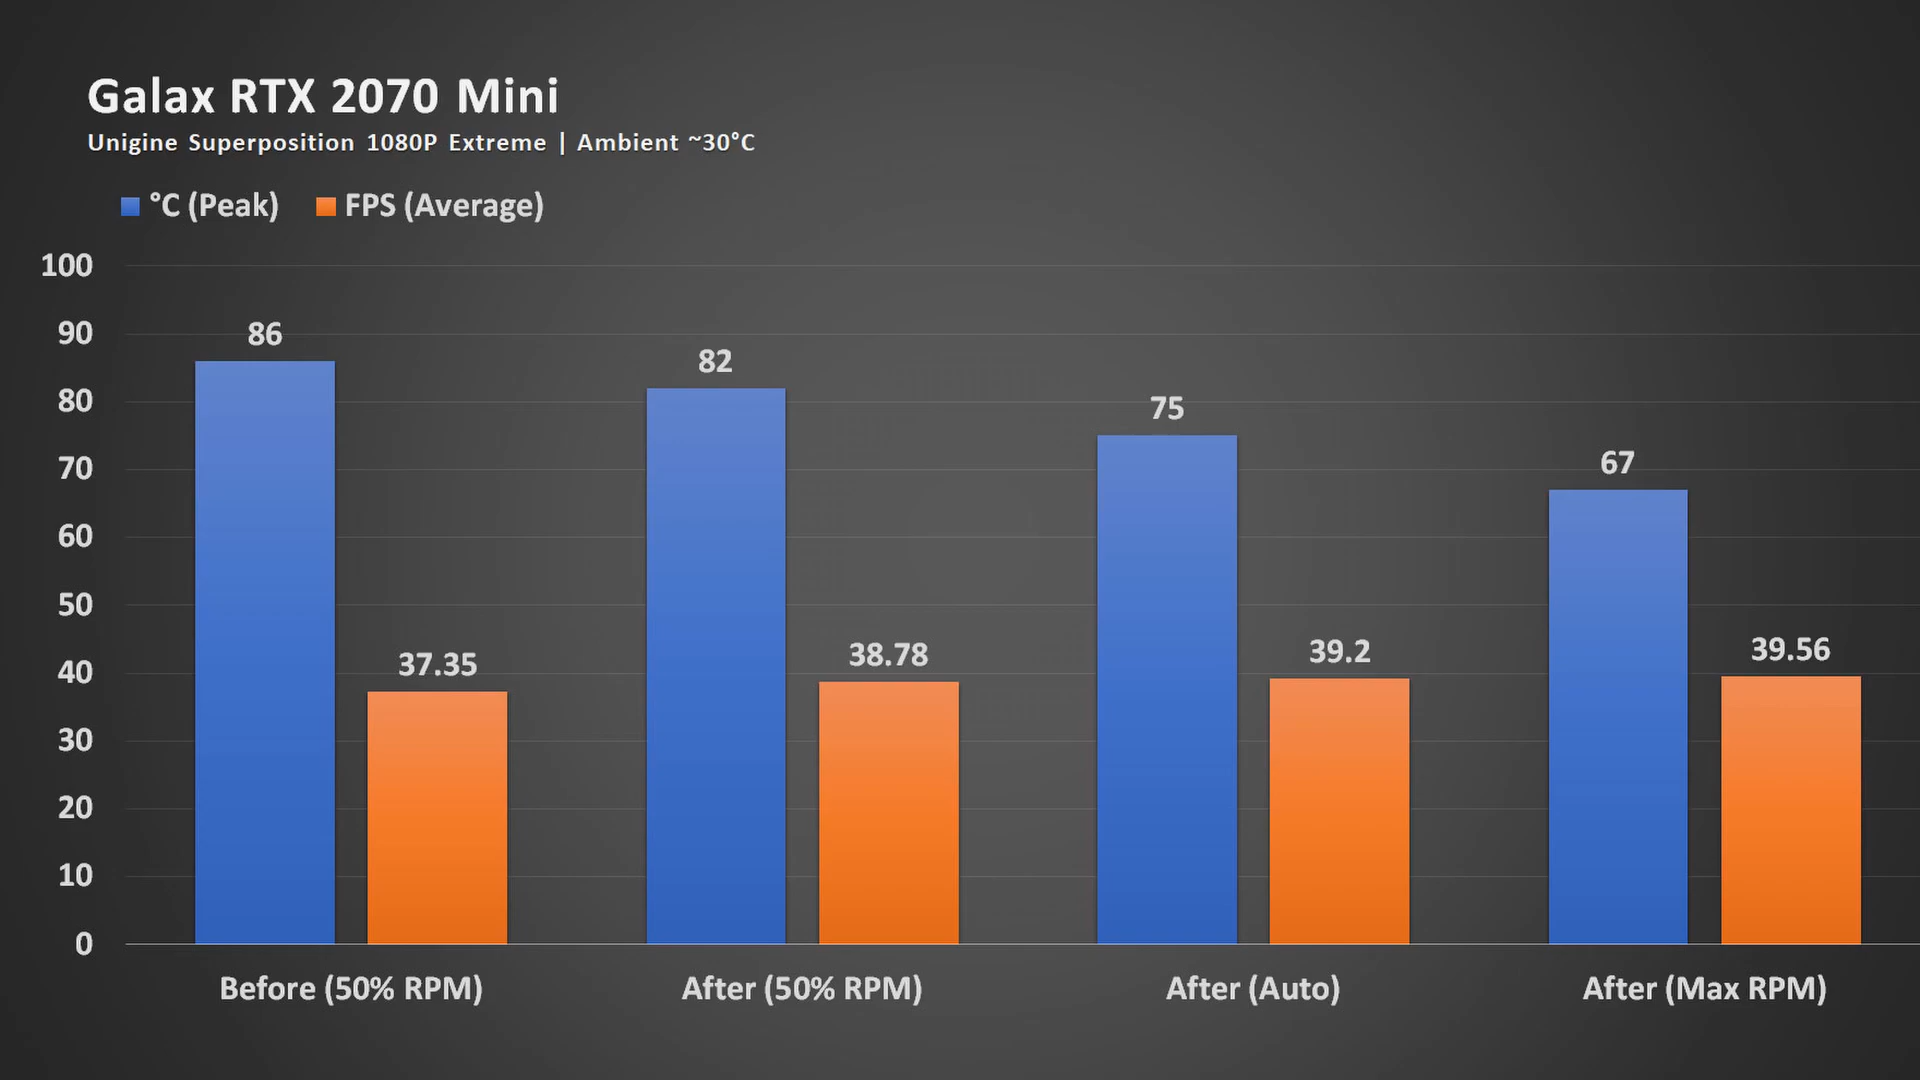 Galax RTX 2070 Mini
Unigine Superposition 1080P Extreme | Ambient ~30°C
°C (Peak) FPS (Average)
100
90
80
70
60
50
40
30
20
10
0
86
37.35
82
38.78
75
39.2
67
39.56
Before (50% RPM)
After (50% RPM)
After (Auto)
After (Max RPM)